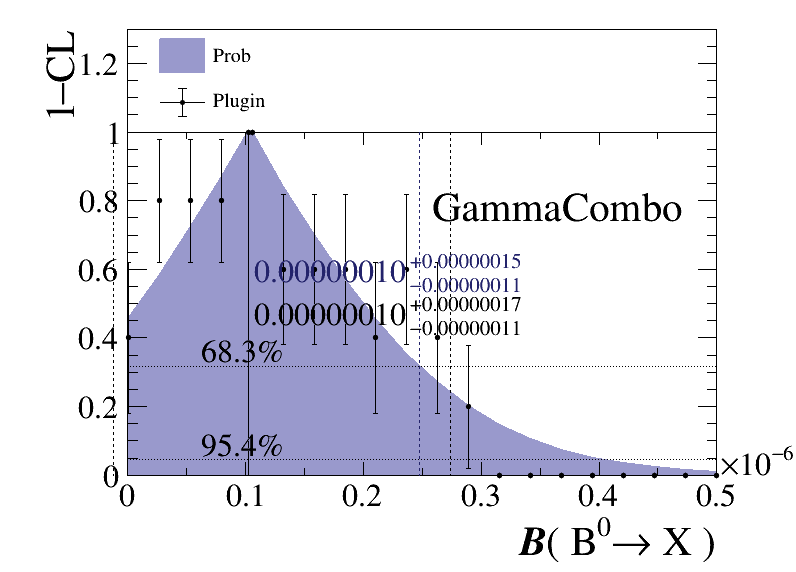 1–CL
Prob
Plugin
1.2
1
0.8
0.6
0.4
0.2
0
GammaCombo
0.00000010 +0.00000015 −0.00000011
0.00000010 +0.00000017 −0.00000011
68.3%
95.4%
0 0.1 0.2 0.3 0.4 0.5
×10⁻⁶
B( B⁰→ X )